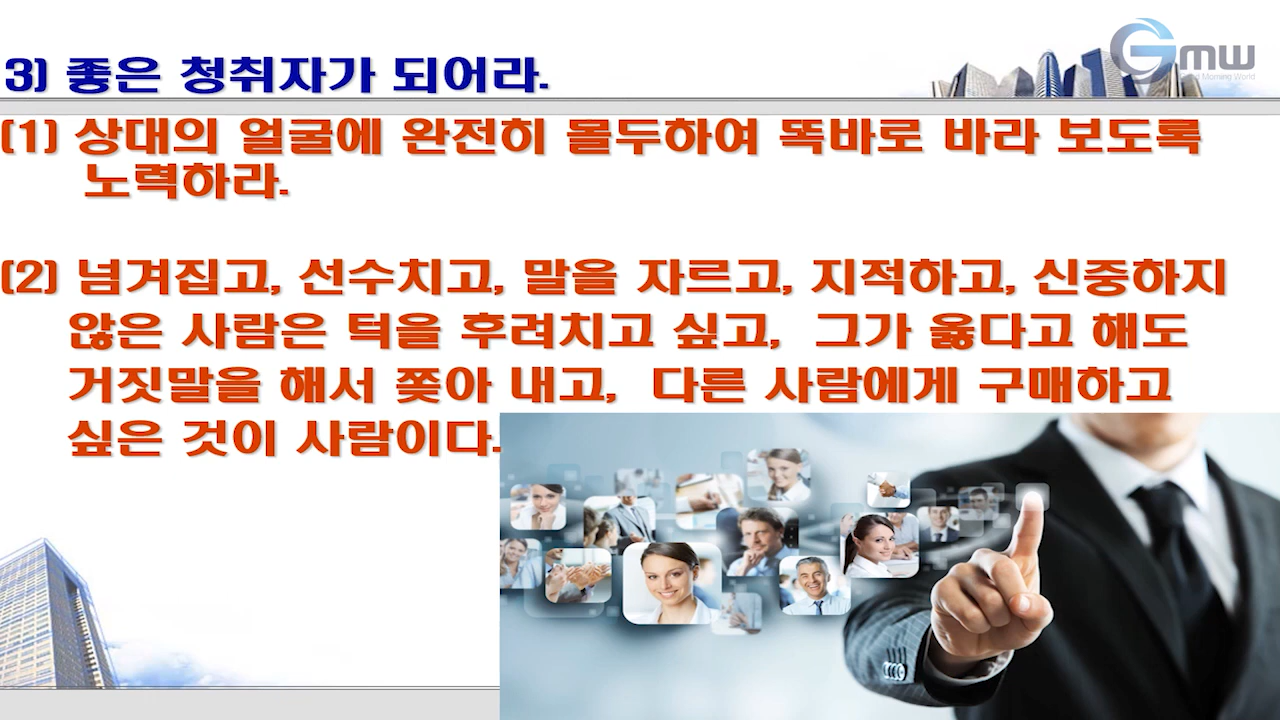 3) 좋은 청취자가 되어라.
Gmw
Good Morning World
(1) 상대의 얼굴에 완전히 몰두하여 똑바로 바라 보도록
노력하라.
(2) 넘겨집고, 선수치고, 말을 자르고, 지적하고, 신중하지
않은 사람은 턱을 후려치고 싶고, 그가 옳다고 해도
거짓말을 해서 쫓아 내고, 다른 사람에게 구매하고
싶은 것이 사람이다.